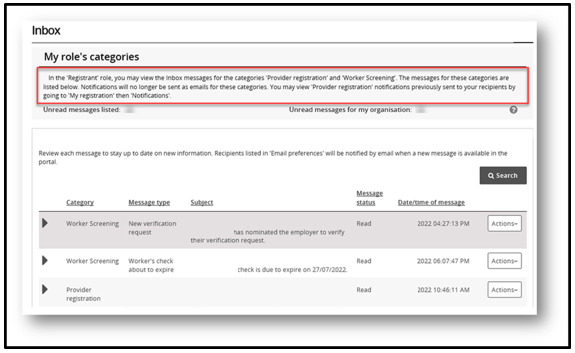 Inbox
My role's categories
In the 'Registrant' role, you may view the Inbox messages for the categories 'Provider registration' and 'Worker Screening'. The messages for these categories are
listed below. Notifications will no longer be sent as emails for these categories. You may view 'Provider registration' notifications previously sent to your recipients by
going to 'My registration' then 'Notifications'.
Unread messages listed: Unread messages for my organisation: ?
Review each message to stay up to date on new information. Recipients listed in 'Email preferences' will be notified by email when a new message is available in the
portal.
Search
Message
Category Message type Subject status Date/time of message
Worker Screening New verification Read 2022 04:27:13 PM Actions
request has nominated the employer to verify
their verification request.
Worker Screening Worker's check Read 2022 06:07:47 PM Actions
about to expire check is due to expire on 27/07/2022.
Provider Read 2022 10:46:11 AM Actions
registration